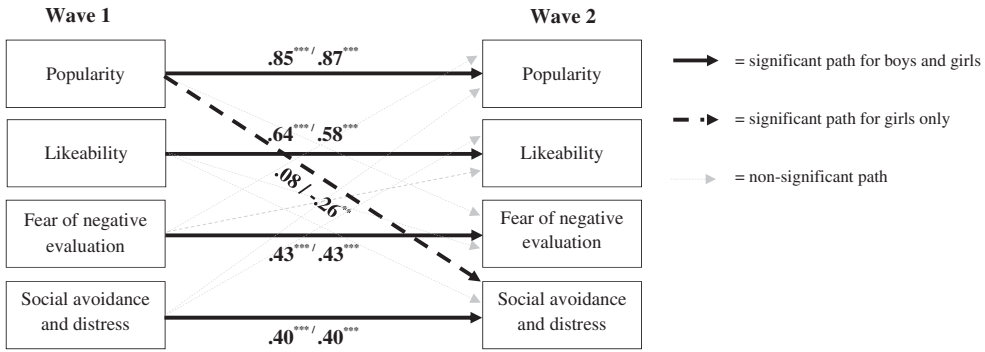 Wave 1
Wave 2
.85***/ .87***
Popularity
Popularity
= significant path for boys and girls
.64***/ .58***
= significant path for girls only
Likeability
Likeability
.08 / -.26**
= non-significant path
Fear of negative
evaluation
Fear of negative
evaluation
.43***/ .43***
Social avoidance
and distress
Social avoidance
and distress
.40***/ .40***